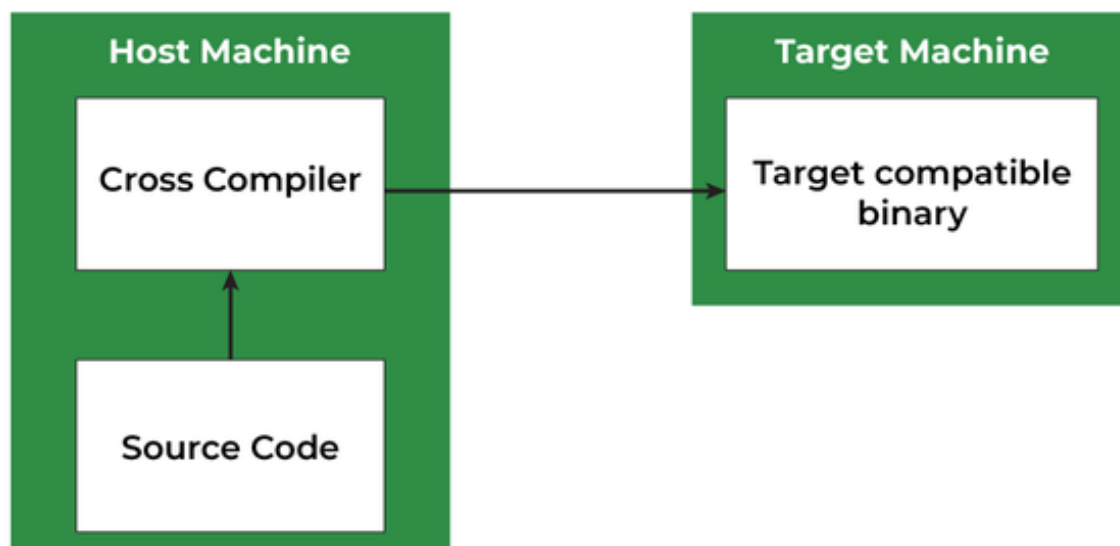 Host Machine
Cross Compiler
Source Code
Target Machine
Target compatible
binary